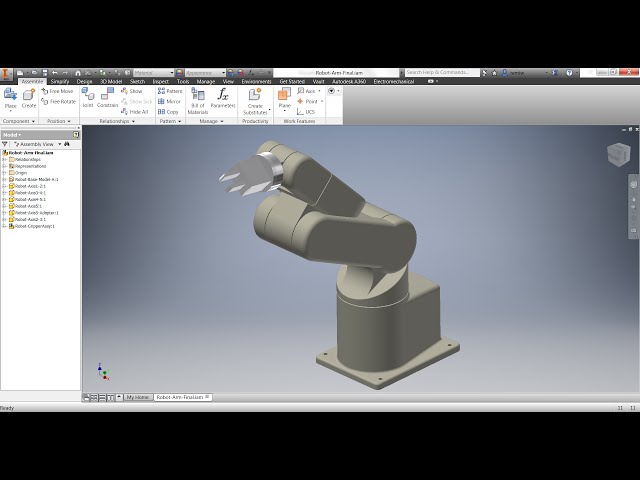 Material
Appearance
Robot-Arm-Final.iam
Search Help & Commands...
Assemble Simplify Design 3D Model Sketch Inspect Tools Manage View Environments Get Started Vault Autodesk A360 Electromechanical
Place Create Free Move Free Rotate Joint Constrain Show Show Sick Hide All Pattern Mirror Copy Bill of Materials Parameters Create Substitutes Plane Axis Point UCS
Component Position Relationships Pattern Manage Productivity Work Features
Model
Assembly View
Robot-Arm-Final.iam
Relationships
Representations
Origin
Robot-Base-Model-A:1
Robot-Axis1-2:1
Robot-Axis3-4:1
Robot-Axis4-5:1
Robot-Axis5:1
Robot-Axis5-Adapter:1
Robot-Axis2-3:1
Robot-GripperAssy:1
My Home Robot-Arm-Final.iam
Ready 11 11